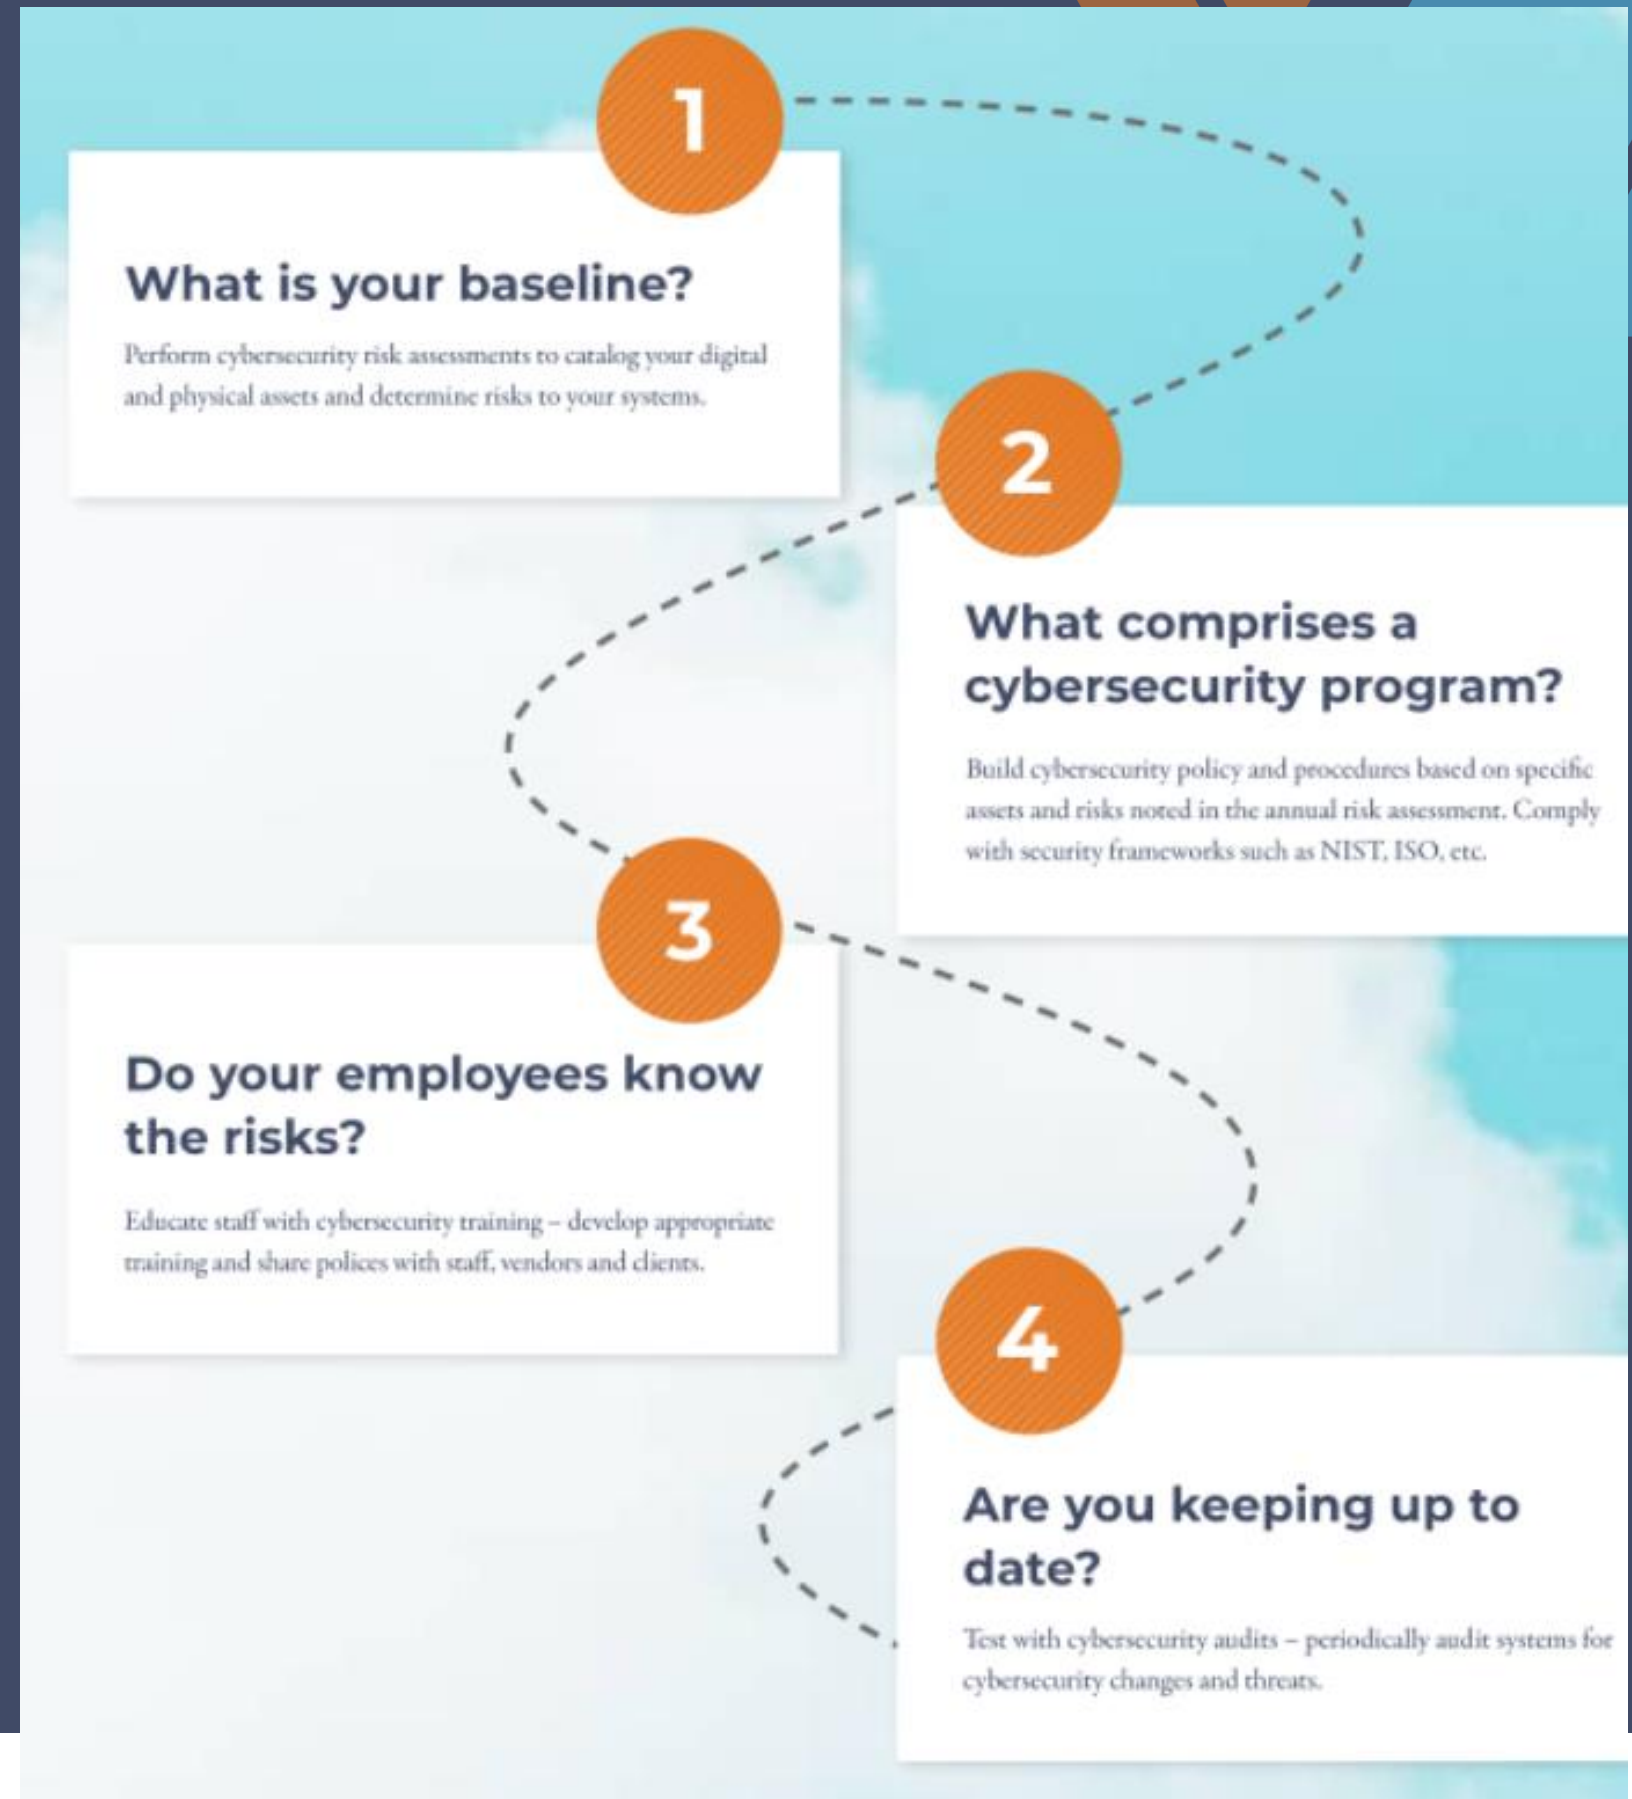 1
What is your baseline?
Perform cybersecurity risk assessments to catalog your digital
and physical assets and determine risks to your systems.
2
What comprises a
cybersecurity program?
Build cybersecurity policy and procedures based on specific
assets and risks noted in the annual risk assessment. Comply
with security frameworks such as NIST, ISO, etc.
3
Do your employees know
the risks?
Educate staff with cybersecurity training – develop appropriate
training and share polices with staff, vendors and clients.
4
Are you keeping up to
date?
Test with cybersecurity audits – periodically audit systems for
cybersecurity changes and threats.